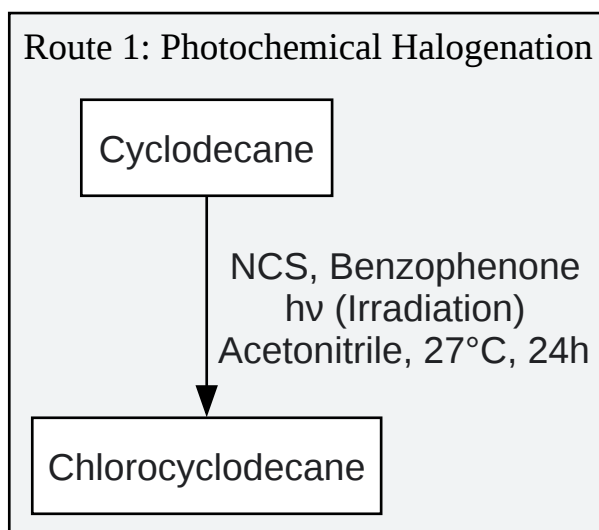 Route 1: Photochemical Halogenation
Cyclodecane
NCS, Benzophenone
hν (Irradiation)
Acetonitrile, 27°C, 24h
Chlorocyclodecane